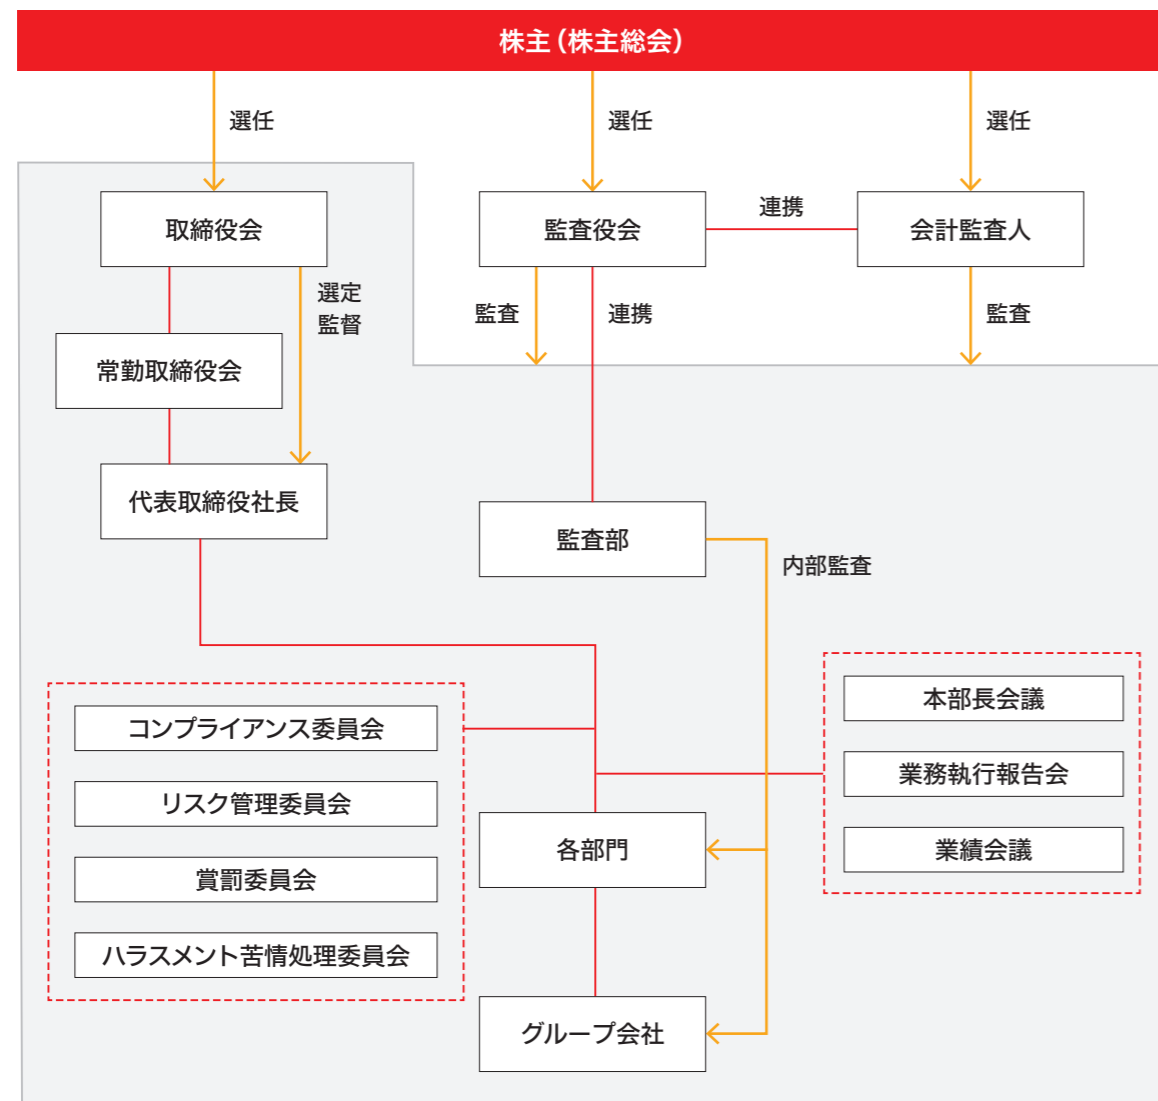 株主（株主総会）
選任
選任
選任
取締役会
監査役会
連携
会計監査人
選定
監督
監査
連携
監査
常勤取締役会
代表取締役社長
監査部
内部監査
コンプライアンス委員会
リスク管理委員会
賞罰委員会
ハラスメント苦情処理委員会
本部長会議
業務執行報告会
業績会議
各部門
グループ会社